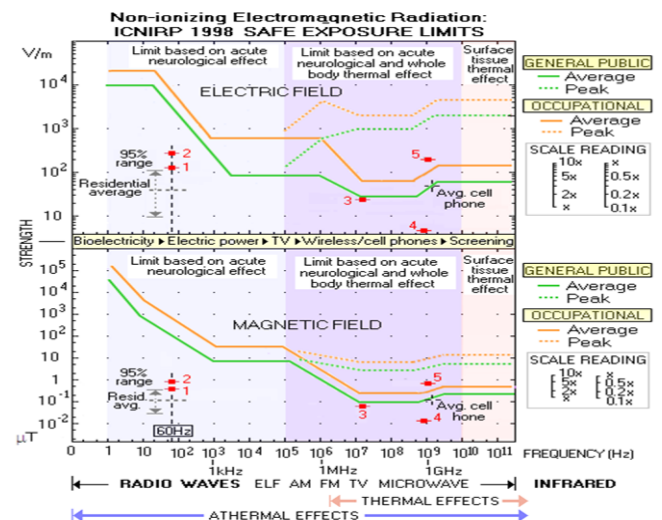 Non-ionizing Electromagnetic Radiation:
ICNIRP 1998 SAFE EXPOSURE LIMITS
V/m
Limit based on acute
neurological effect
Limit based on acute
neurological and whole
body thermal effect
Surface
tissue
thermal
effect
ELECTRIC FIELD
10⁴
10³
10²
10
95%
range
Residential
average
2
1
3
4
5
Avg. cell
phone
GENERAL PUBLIC
Average
Peak
OCCUPATIONAL
Peak
Average
SCALE READING
10x
5x
2x
x
x
0.5x
0.2x
0.1x
STRENGTH
Bioelectricity ▸ Electric power ▸ TV ▸ Wireless/cell phones ▸ Screening
Limit based on acute
neurological effect
Limit based on acute
neurological and whole
body thermal effect
Surface
tissue
thermal
effect
MAGNETIC FIELD
10⁵
10⁴
10³
10²
10
1
10⁻¹
10⁻²
μT
95%
range
Resid.
avg.
2
1
60Hz
3
4
5
Avg. cell
hone
GENERAL PUBLIC
Average
Peak
OCCUPATIONAL
Peak
Average
SCALE READING
10x
5x
2x
x
x
0.5x
0.2x
0.1x
0 1 10 10² 10³ 10⁴ 10⁵ 10⁶ 10⁷ 10⁸ 10⁹ 10¹⁰ 10¹¹ FREQUENCY (Hz)
1kHz 1MHz 1GHz
RADIO WAVES ELF AM FM TV MICROWAVE INFRARED
THERMAL EFFECTS
ATHERMAL EFFECTS